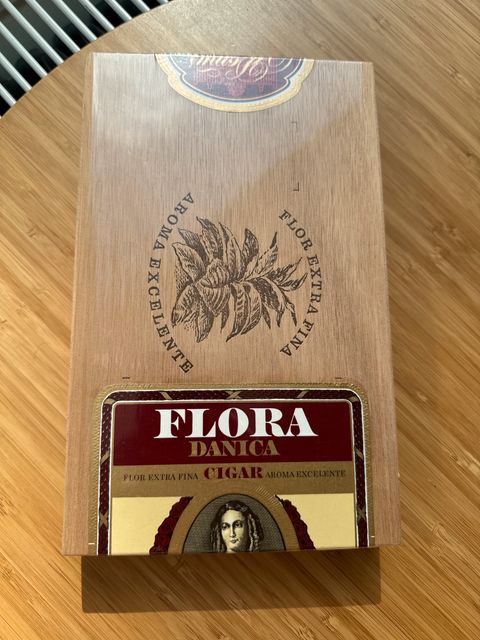 AROMA EXCELENTE
FLOR EXTRA FINA
FLORA
DANICA
FLOR EXTRA FINA CIGAR AROMA EXCELENTE